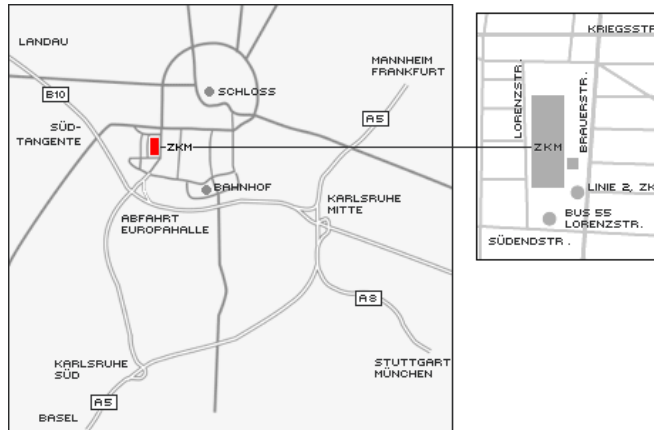 LANDAU
MANNHEIM
FRANKFURT
B10
SCHLOSS
A5
SÜD-
TANGENTE
ZKM
BAHNHOF
KARLSRUHE
MITTE
ABFAHRT
EUROPAHALLE
A8
KARLSRUHE
SÜD
STUTTGART
MÜNCHEN
A5
BASEL
KRIEGSSTR
LORENZSTR.
BRAUERSTR.
ZKM
LINIE 2, ZK
BUS 55
LORENZSTR.
SÜDENDSTR.